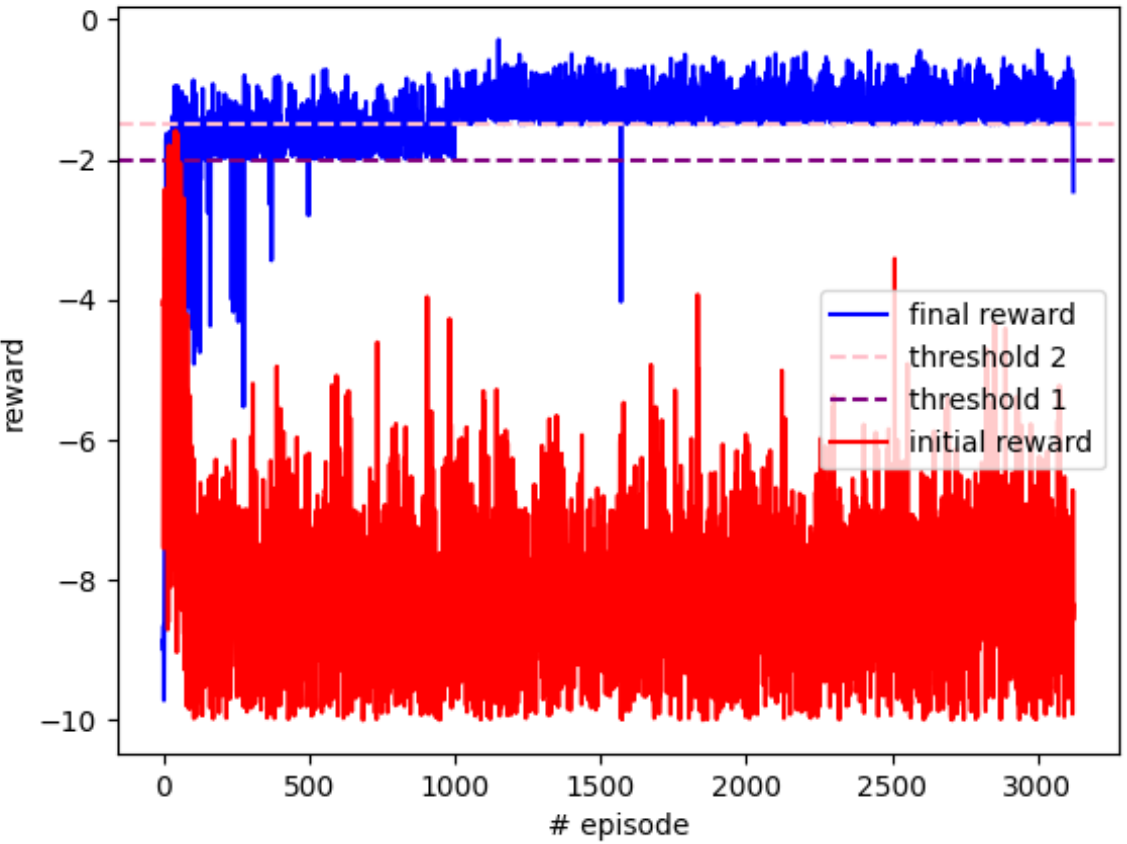 0
−2
−4
−6
−8
−10
reward
final reward
threshold 2
threshold 1
initial reward
0 500 1000 1500 2000 2500 3000
# episode